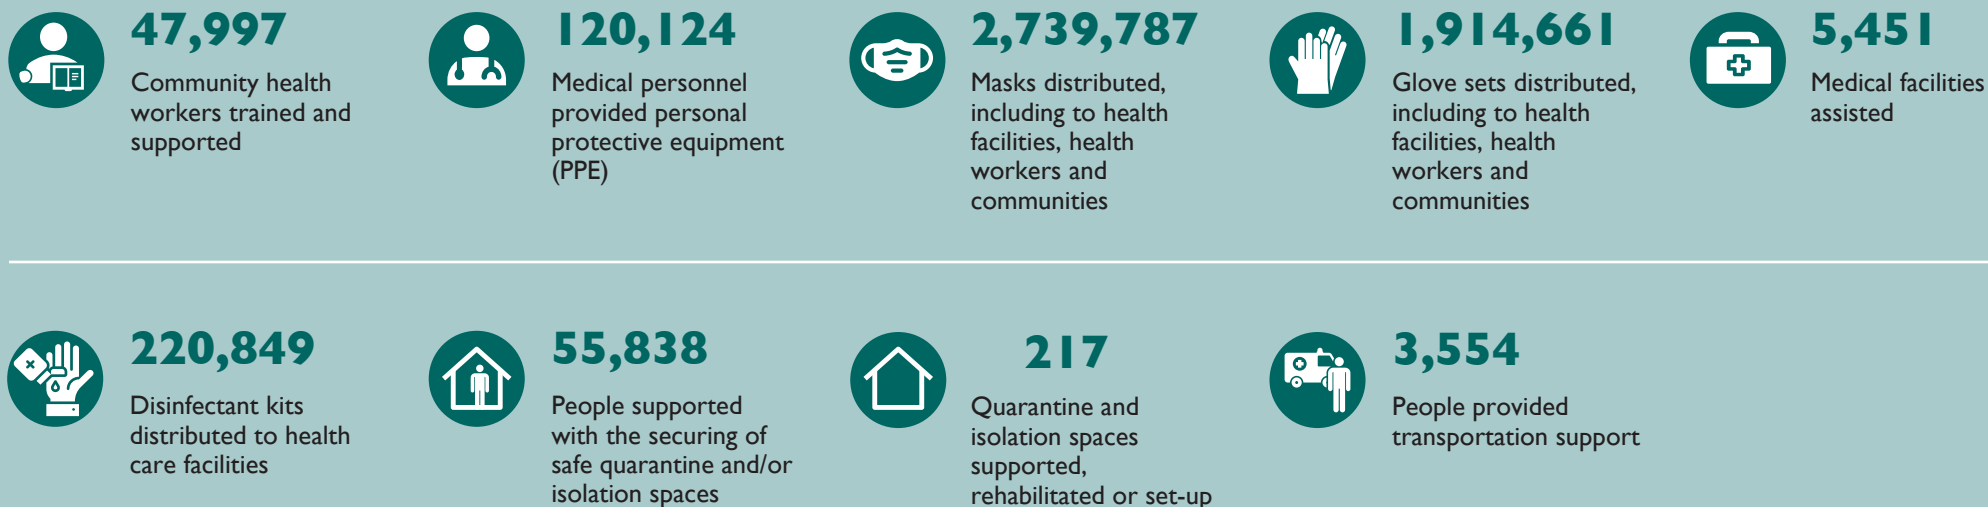 47,997
Community health
workers trained and
supported
120,124
Medical personnel
provided personal
protective equipment
(PPE)
2,739,787
Masks distributed,
including to health
facilities, health
workers and
communities
1,914,661
Glove sets distributed,
including to health
facilities, health
workers and
communities
5,451
Medical facilities
assisted
220,849
Disinfectant kits
distributed to health
care facilities
55,838
People supported
with the securing of
safe quarantine and/or
isolation spaces
217
Quarantine and
isolation spaces
supported,
rehabilitated or set-up
3,554
People provided
transportation support